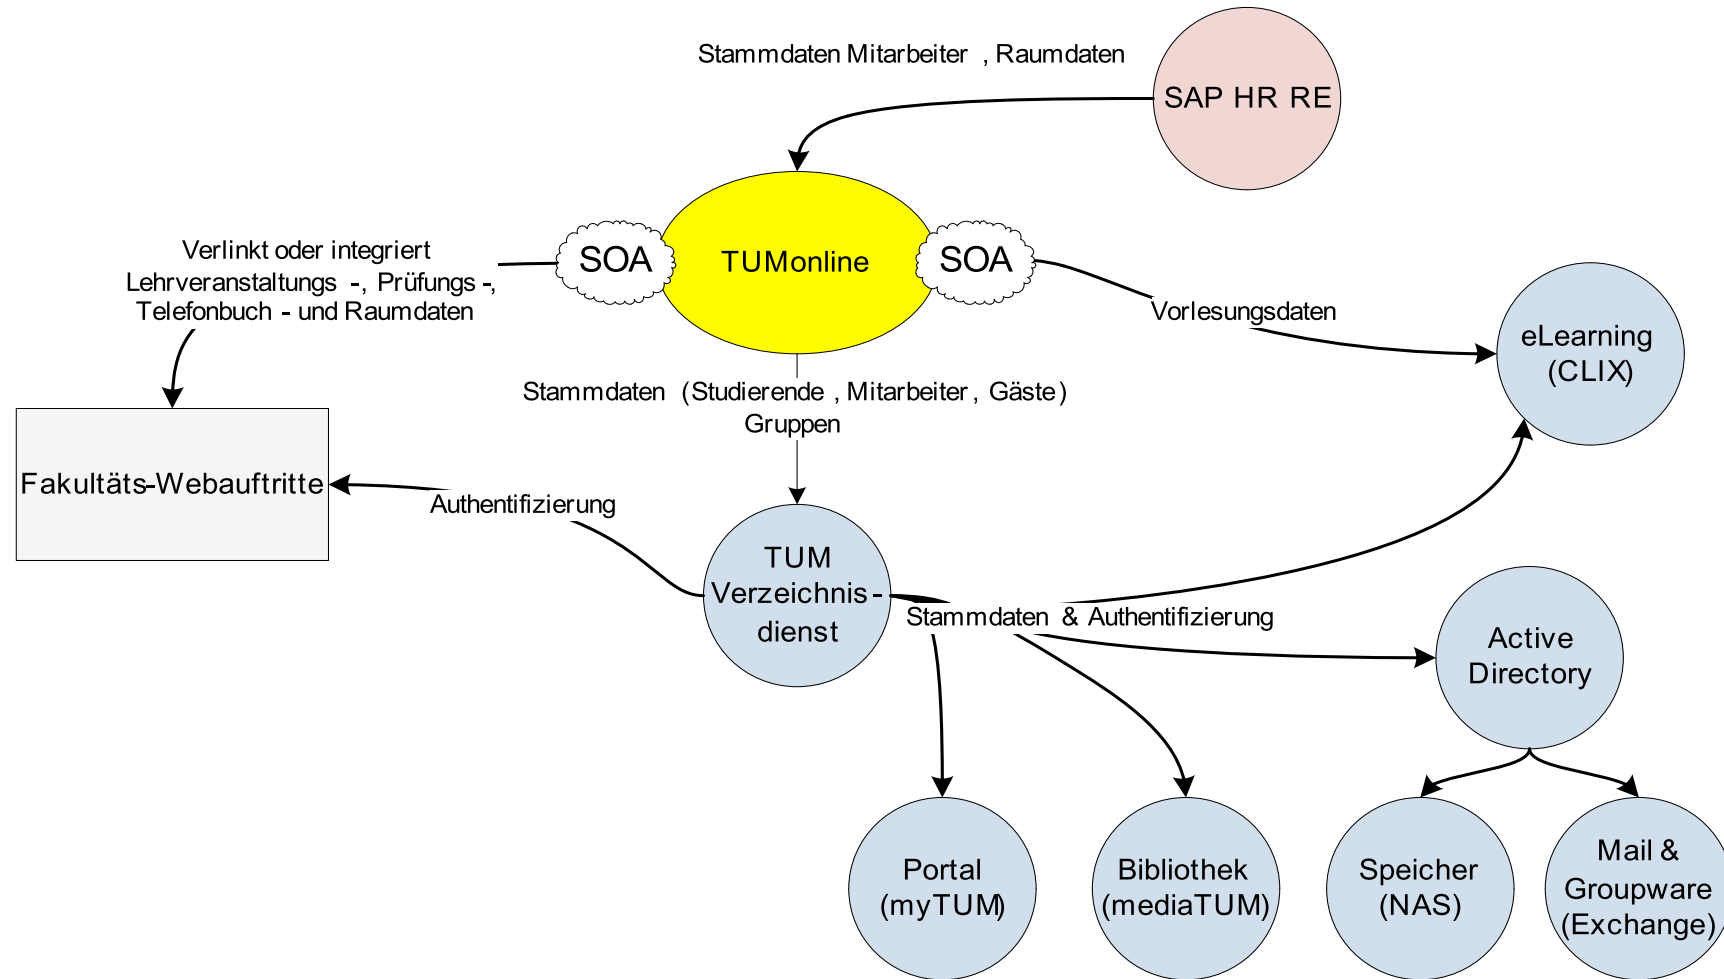 Stammdaten Mitarbeiter , Raumdaten
SAP HR RE
SOA
TUMonline
SOA
Verlinkt oder integriert
Lehrveranstaltungs -, Prüfungs -,
Telefonbuch - und Raumdaten
Vorlesungsdaten
eLearning
(CLIX)
Stammdaten (Studierende , Mitarbeiter , Gäste)
Gruppen
Fakultäts-Webauftritte
Authentifizierung
TUM
Verzeichnis -
dienst
Stammdaten & Authentifizierung
Active
Directory
Portal
(myTUM)
Bibliothek
(mediaTUM)
Speicher
(NAS)
Mail &
Groupware
(Exchange)